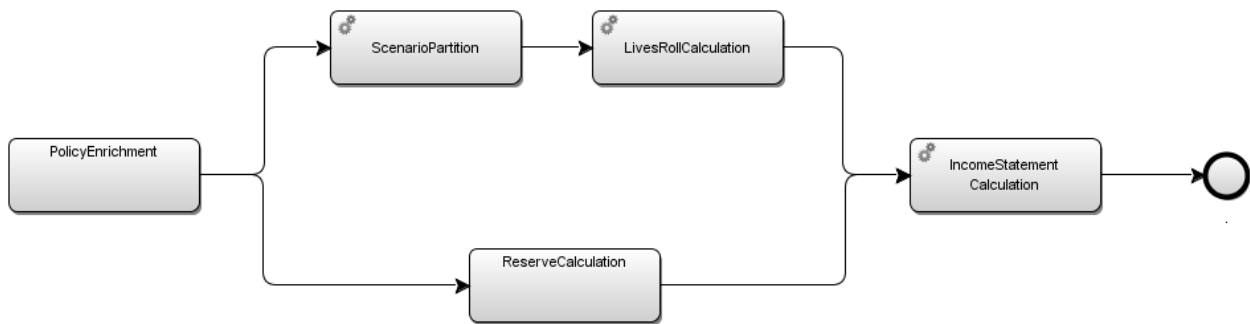 ScenarioPartition
LivesRollCalculation
PolicyEnrichment
IncomeStatement
Calculation
ReserveCalculation
.